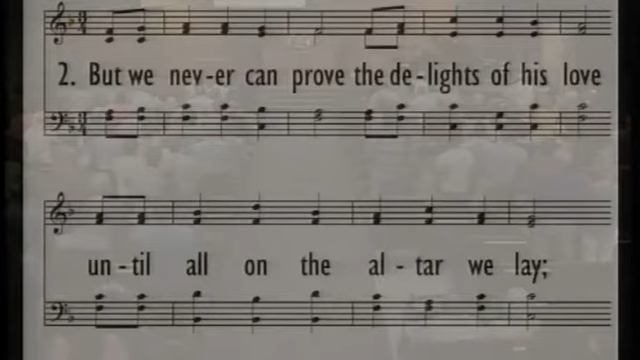 2. But we nev-er can prove the de-lights of his love
un-til all on the al-tar we lay;